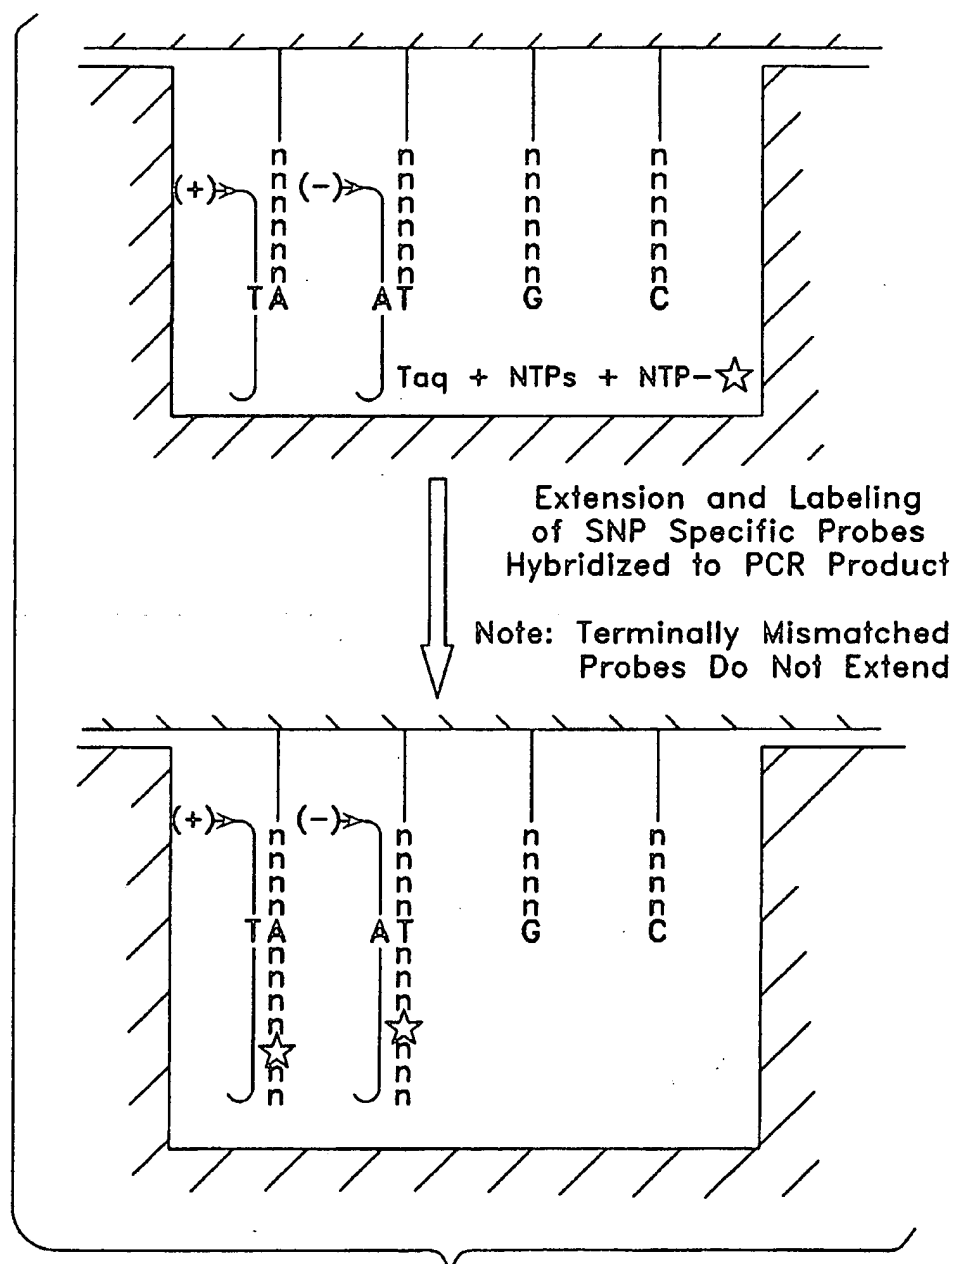 n n n n
(+) n (-) n n n
n n n n
n n n n
n n n n
n n n n
TA AT G C
Taq + NTPs + NTP-☆
Extension and Labeling
of SNP Specific Probes
Hybridized to PCR Product
Note: Terminally Mismatched
Probes Do Not Extend
(+) (-)
n n n n
n n n n
n n n n
n n n n
TA AT G C
n n
n n
n n
n ☆
☆ n
n n
n n